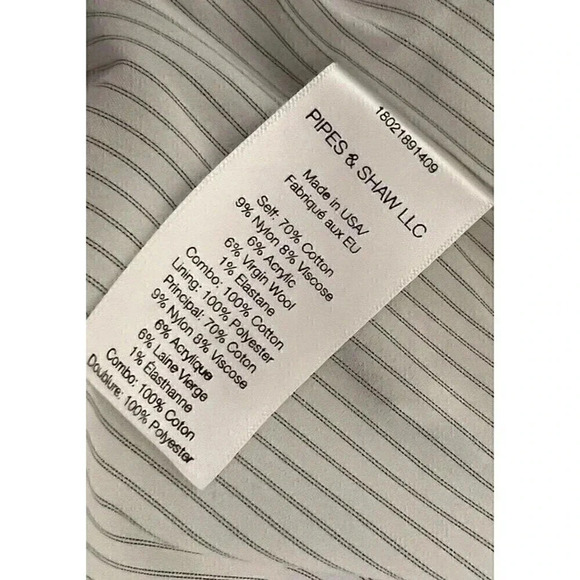 18021891409
PIPES & SHAW LLC
Made in USA/
Fabriqué aux EU
Self: 70% Cotton
9% Nylon 8% Viscose
6% Acrylic
6% Virgin Wool
1% Elastane
Combo: 100% Cotton
Lining: 100% Polyester
Principal: 70% Coton
9% Nylon 8% Viscose
6% Acrylique
6% Laine Vierge
1% Élasthanne
Combo: 100% Coton
Doublure: 100% Polyester